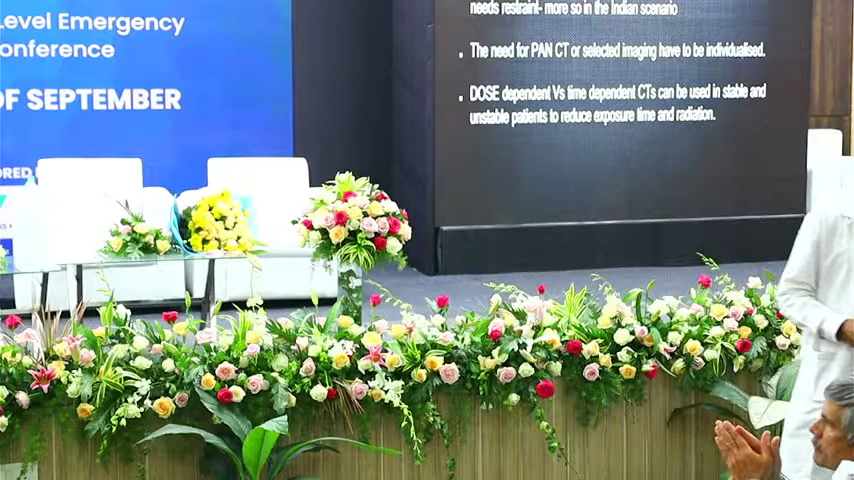 Level Emergency
onference
OF SEPTEMBER
ORED
needs restraint- more so in the Indian scenario
. The need for PAN CT or selected imaging have to be individualised.
. DOSE dependent Vs time dependent CTs can be used in stable and
unstable patients to reduce exposure time and radiation.